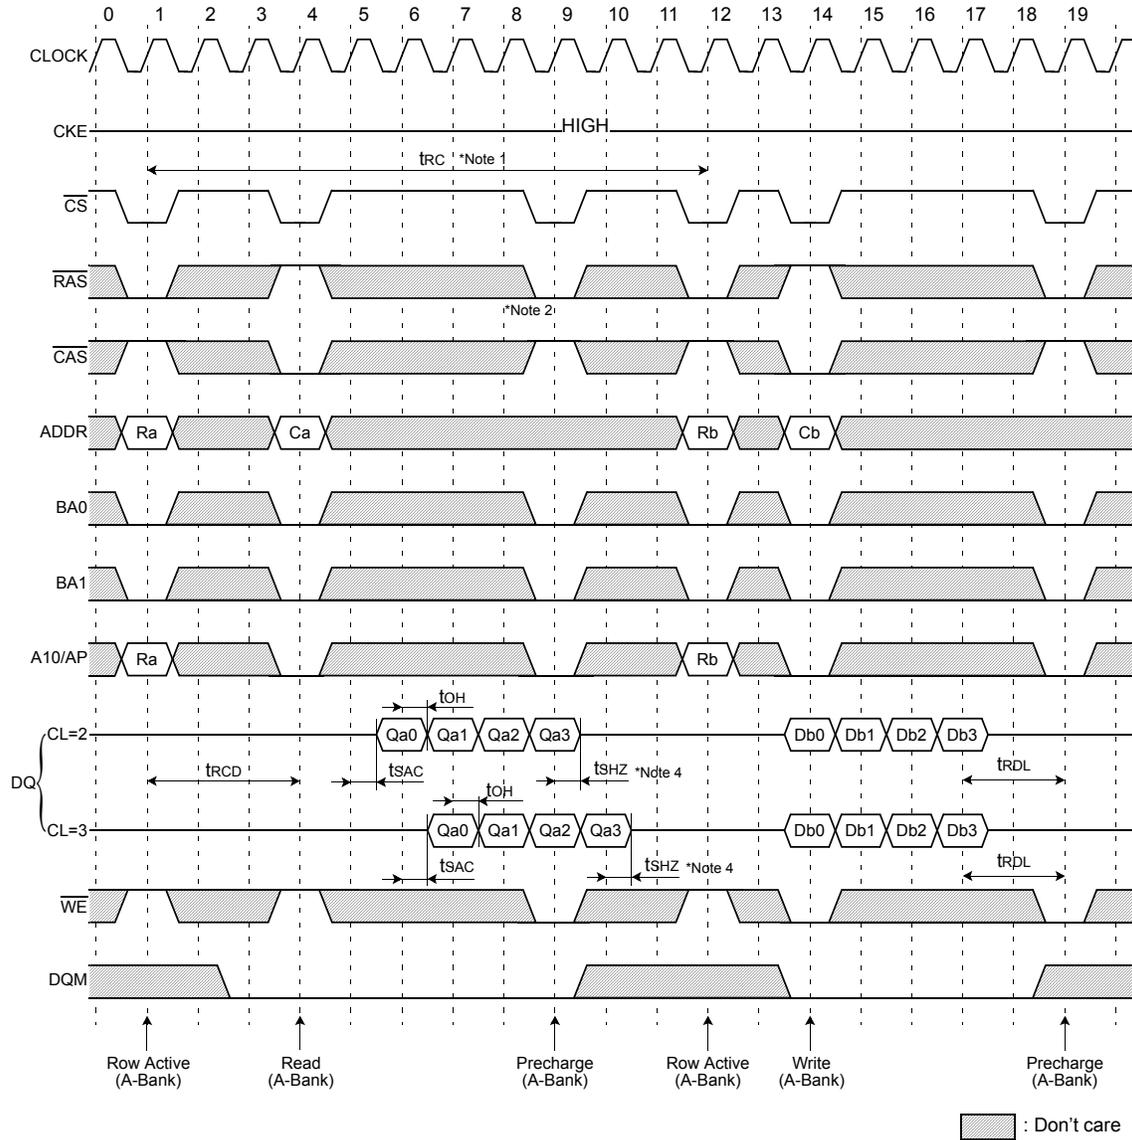 0 1 2 3 4 5 6 7 8 9 10 11 12 13 14 15 16 17 18 19
CLOCK
CKE
HIGH
tRC *Note 1
CS
RAS
*Note 2
CAS
ADDR Ra Ca Rb Cb
BA0
BA1
A10/AP Ra Rb
tOH
CL=2 Qa0 Qa1 Qa2 Qa3 Db0 Db1 Db2 Db3
DQ
tRCD tSAC tSHZ *Note 4 tRDL
tOH
CL=3 Qa0 Qa1 Qa2 Qa3 Db0 Db1 Db2 Db3
tSAC tSHZ *Note 4 tRDL
WE
DQM
Row Active
(A-Bank)
Read
(A-Bank)
Precharge
(A-Bank)
Row Active
(A-Bank)
Write
(A-Bank)
Precharge
(A-Bank)
: Don't care